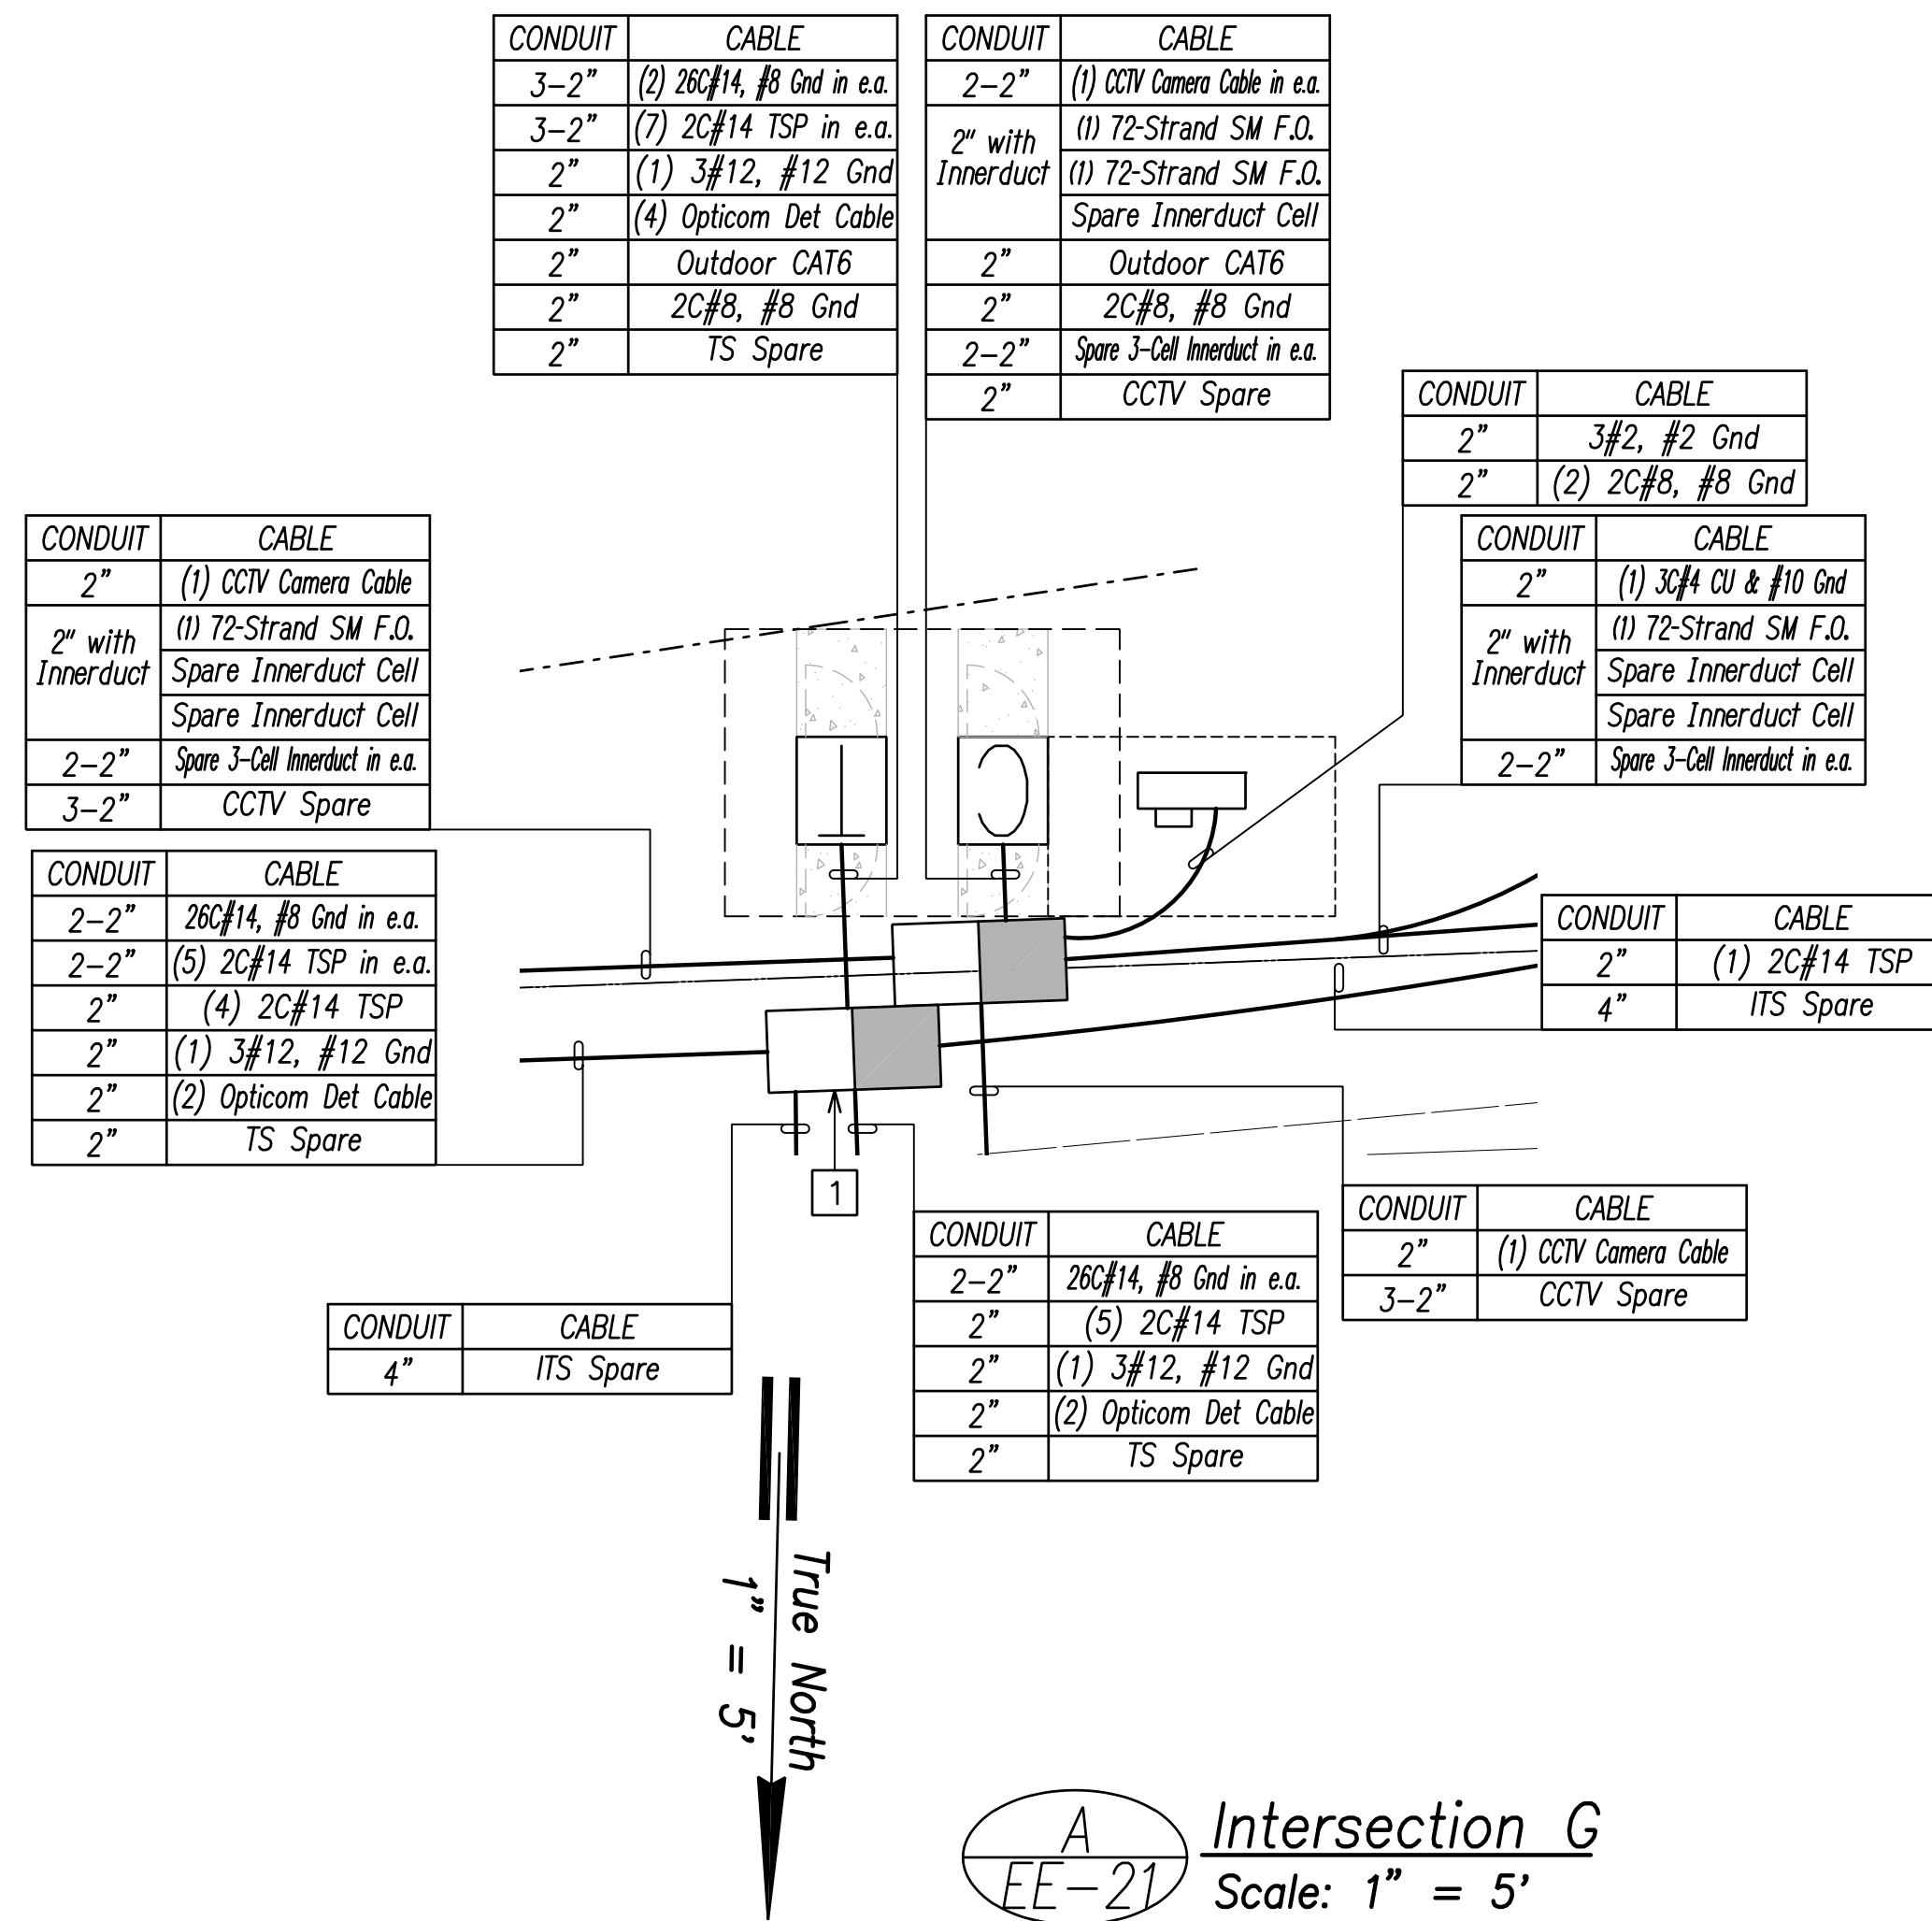 CONDUIT CABLE
3-2" (2) 26C#14, #8 Gnd in e.a.
3-2" (7) 2C#14 TSP in e.a.
2" (1) 3#12, #12 Gnd
2" (4) Opticom Det Cable
2" Outdoor CAT6
2" 2C#8, #8 Gnd
2" TS Spare
CONDUIT CABLE
2-2" (1) CCTV Camera Cable in e.a.
2" with
Innerduct
(1) 72-Strand SM F.O.
(1) 72-Strand SM F.O.
Spare Innerduct Cell
2" Outdoor CAT6
2" 2C#8, #8 Gnd
2-2" Spare 3-Cell Innerduct in e.a.
2" CCTV Spare
CONDUIT CABLE
2" 3#2, #2 Gnd
2" (2) 2C#8, #8 Gnd
CONDUIT CABLE
2" (1) CCTV Camera Cable
2" with
Innerduct
(1) 72-Strand SM F.O.
Spare Innerduct Cell
Spare Innerduct Cell
2-2" Spare 3-Cell Innerduct in e.a.
3-2" CCTV Spare
CONDUIT CABLE
2" (1) 3C#4 CU & #10 Gnd
2" with
Innerduct
(1) 72-Strand SM F.O.
Spare Innerduct Cell
Spare Innerduct Cell
2-2" Spare 3-Cell Innerduct in e.a.
I
C
CONDUIT CABLE
2-2" 26C#14, #8 Gnd in e.a.
2-2" (5) 2C#14 TSP in e.a.
2" (4) 2C#14 TSP
2" (1) 3#12, #12 Gnd
2" (2) Opticom Det Cable
2" TS Spare
CONDUIT CABLE
2" (1) 2C#14 TSP
4" ITS Spare
1
CONDUIT CABLE
2" (1) CCTV Camera Cable
3-2" CCTV Spare
CONDUIT CABLE
2-2" 26C#14, #8 Gnd in e.a.
2" (5) 2C#14 TSP
2" (1) 3#12, #12 Gnd
2" (2) Opticom Det Cable
2" TS Spare
CONDUIT CABLE
4" ITS Spare
True North
1" = 5'
A
EE-21
Intersection G
Scale: 1" = 5'